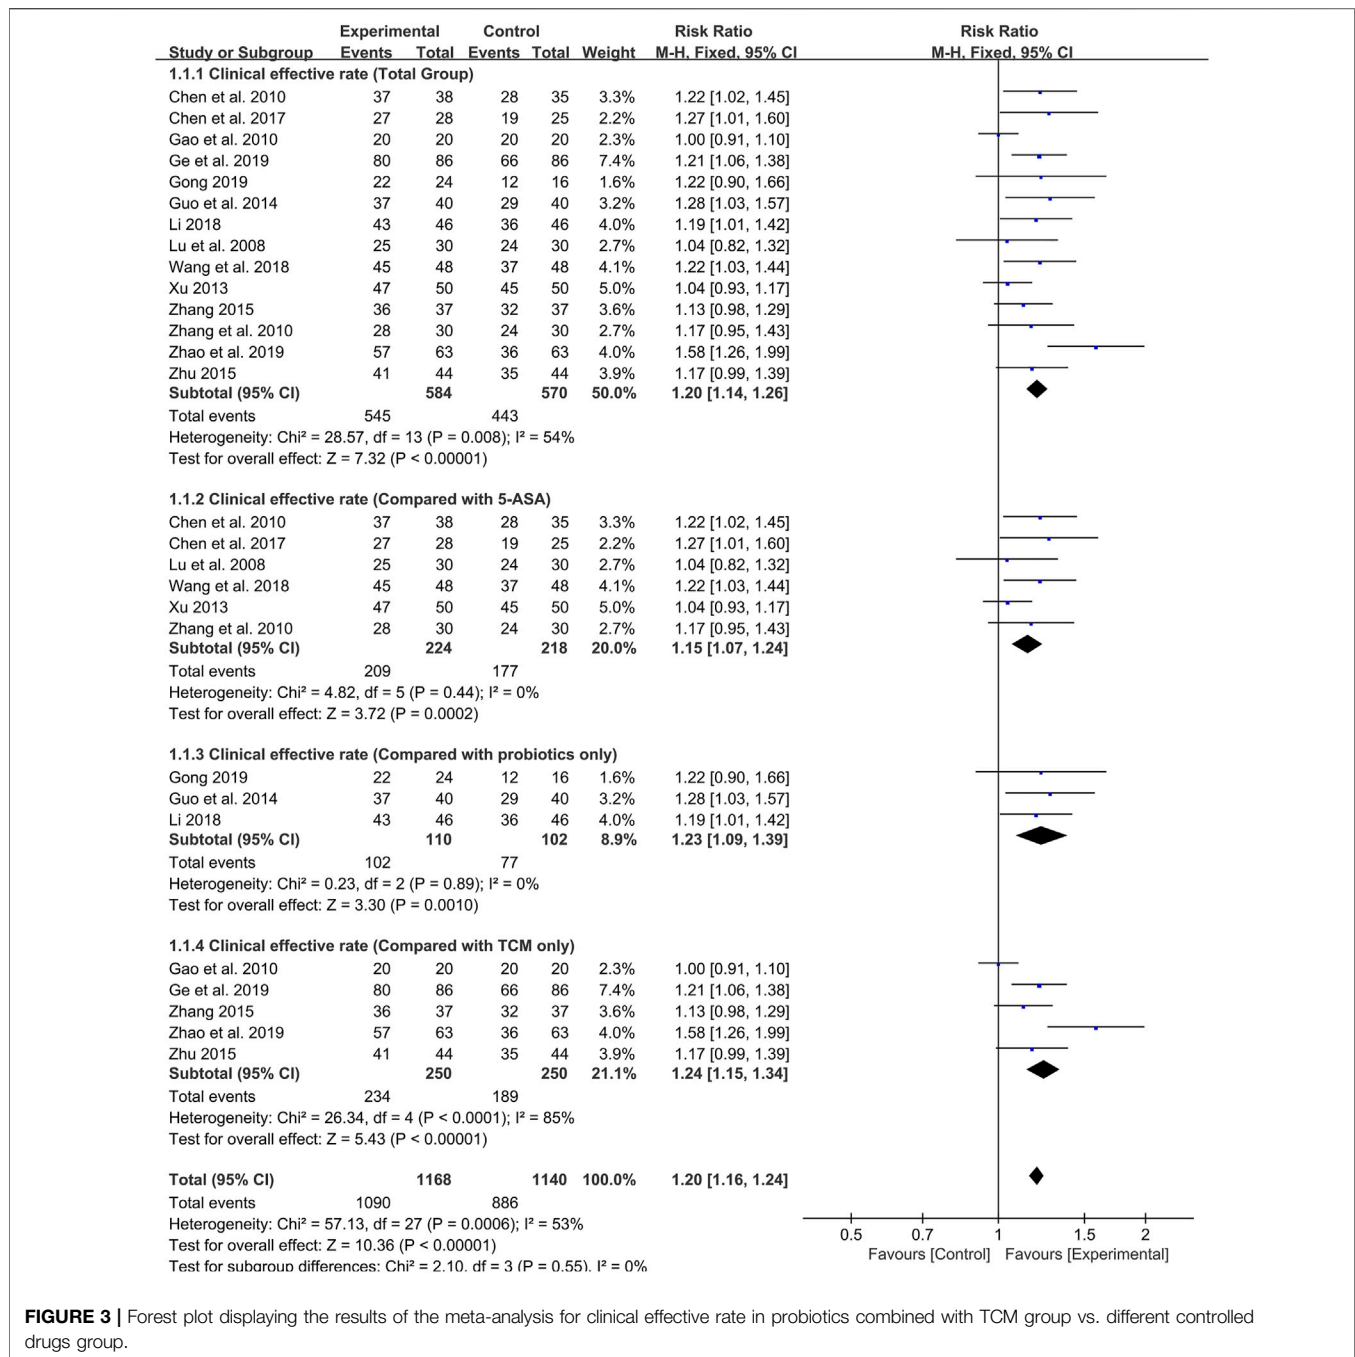 Experimental Control Risk Ratio Risk Ratio
Study or Subgroup Events Total Events Total Weight M-H, Fixed, 95% CI M-H, Fixed, 95% CI
1.1.1 Clinical effective rate (Total Group)
Chen et al. 2010 37 38 28 35 3.3% 1.22 [1.02, 1.45]
Chen et al. 2017 27 28 19 25 2.2% 1.27 [1.01, 1.60]
Gao et al. 2010 20 20 20 20 2.3% 1.00 [0.91, 1.10]
Ge et al. 2019 80 86 66 86 7.4% 1.21 [1.06, 1.38]
Gong 2019 22 24 12 16 1.6% 1.22 [0.90, 1.66]
Guo et al. 2014 37 40 29 40 3.2% 1.28 [1.03, 1.57]
Li 2018 43 46 36 46 4.0% 1.19 [1.01, 1.42]
Lu et al. 2008 25 30 24 30 2.7% 1.04 [0.82, 1.32]
Wang et al. 2018 45 48 37 48 4.1% 1.22 [1.03, 1.44]
Xu 2013 47 50 45 50 5.0% 1.04 [0.93, 1.17]
Zhang 2015 36 37 32 37 3.6% 1.13 [0.98, 1.29]
Zhang et al. 2010 28 30 24 30 2.7% 1.17 [0.95, 1.43]
Zhao et al. 2019 57 63 36 63 4.0% 1.58 [1.26, 1.99]
Zhu 2015 41 44 35 44 3.9% 1.17 [0.99, 1.39]
Subtotal (95% CI) 584 570 50.0% 1.20 [1.14, 1.26]
Total events 545 443
Heterogeneity: Chi² = 28.57, df = 13 (P = 0.008); I² = 54%
Test for overall effect: Z = 7.32 (P < 0.00001)
1.1.2 Clinical effective rate (Compared with 5-ASA)
Chen et al. 2010 37 38 28 35 3.3% 1.22 [1.02, 1.45]
Chen et al. 2017 27 28 19 25 2.2% 1.27 [1.01, 1.60]
Lu et al. 2008 25 30 24 30 2.7% 1.04 [0.82, 1.32]
Wang et al. 2018 45 48 37 48 4.1% 1.22 [1.03, 1.44]
Xu 2013 47 50 45 50 5.0% 1.04 [0.93, 1.17]
Zhang et al. 2010 28 30 24 30 2.7% 1.17 [0.95, 1.43]
Subtotal (95% CI) 224 218 20.0% 1.15 [1.07, 1.24]
Total events 209 177
Heterogeneity: Chi² = 4.82, df = 5 (P = 0.44); I² = 0%
Test for overall effect: Z = 3.72 (P = 0.0002)
1.1.3 Clinical effective rate (Compared with probiotics only)
Gong 2019 22 24 12 16 1.6% 1.22 [0.90, 1.66]
Guo et al. 2014 37 40 29 40 3.2% 1.28 [1.03, 1.57]
Li 2018 43 46 36 46 4.0% 1.19 [1.01, 1.42]
Subtotal (95% CI) 110 102 8.9% 1.23 [1.09, 1.39]
Total events 102 77
Heterogeneity: Chi² = 0.23, df = 2 (P = 0.89); I² = 0%
Test for overall effect: Z = 3.30 (P = 0.0010)
1.1.4 Clinical effective rate (Compared with TCM only)
Gao et al. 2010 20 20 20 20 2.3% 1.00 [0.91, 1.10]
Ge et al. 2019 80 86 66 86 7.4% 1.21 [1.06, 1.38]
Zhang 2015 36 37 32 37 3.6% 1.13 [0.98, 1.29]
Zhao et al. 2019 57 63 36 63 4.0% 1.58 [1.26, 1.99]
Zhu 2015 41 44 35 44 3.9% 1.17 [0.99, 1.39]
Subtotal (95% CI) 250 250 21.1% 1.24 [1.15, 1.34]
Total events 234 189
Heterogeneity: Chi² = 26.34, df = 4 (P < 0.0001); I² = 85%
Test for overall effect: Z = 5.43 (P < 0.00001)
Total (95% CI) 1168 1140 100.0% 1.20 [1.16, 1.24]
Total events 1090 886
Heterogeneity: Chi² = 57.13, df = 27 (P = 0.0006); I² = 53%
Test for overall effect: Z = 10.36 (P < 0.00001)
Test for subgroup differences: Chi² = 2.10. df = 3 (P = 0.55). I² = 0%
0.5 0.7 1 1.5 2
Favours [Control] Favours [Experimental]
FIGURE 3 | Forest plot displaying the results of the meta-analysis for clinical effective rate in probiotics combined with TCM group vs. different controlled
drugs group.